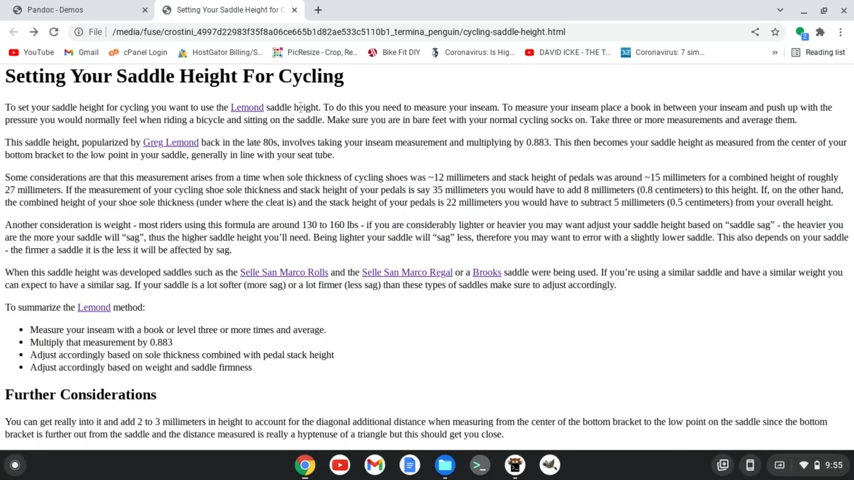 Pandoc - Demos
Setting Your Saddle Height for C
File
/media/fuse/crostini_4997d22983f35f8a06ce665b1d82ae533c5110b1_termina_penguin/cycling-saddle-height.html
YouTube
Gmail
cPanel Login
HostGator Billing/S...
PicResize - Crop, Re...
Bike Fit DIY
Coronavirus: Is Hig...
DAVID ICKE - THE T...
Coronavirus: 7 sim...
»
Reading list
Setting Your Saddle Height For Cycling
To set your saddle height for cycling you want to use the Lemond saddle height. To do this you need to measure your inseam. To measure your inseam place a book in between your inseam and push up with the
pressure you would normally feel when riding a bicycle and sitting on the saddle. Make sure you are in bare feet with your normal cycling socks on. Take three or more measurements and average them.
This saddle height, popularized by Greg Lemond back in the late 80s, involves taking your inseam measurement and multiplying by 0.883. This then becomes your saddle height as measured from the center of your
bottom bracket to the low point in your saddle, generally in line with your seat tube.
Some considerations are that this measurement arises from a time when sole thickness of cycling shoes was ~12 millimeters and stack height of pedals was around ~15 millimeters for a combined height of roughly
27 millimeters. If the measurement of your cycling shoe sole thickness and stack height of your pedals is say 35 millimeters you would have to add 8 millimeters (0.8 centimeters) to this height. If, on the other hand,
the combined height of your shoe sole thickness (under where the cleat is) and the stack height of your pedals is 22 millimeters you would have to subtract 5 millimeters (0.5 centimeters) from your overall height.
Another consideration is weight - most riders using this formula are around 130 to 160 lbs - if you are considerably lighter or heavier you may want adjust your saddle height based on “saddle sag” - the heavier you
are the more your saddle will “sag”, thus the higher saddle height you’ll need. Being lighter your saddle will “sag” less, therefore you may want to error with a slightly lower saddle. This also depends on your saddle
- the firmer a saddle it is the less it will be affected by sag.
When this saddle height was developed saddles such as the Selle San Marco Rolls and the Selle San Marco Regal or a Brooks saddle were being used. If you’re using a similar saddle and have a similar weight you
can expect to have a similar sag. If your saddle is a lot softer (more sag) or a lot firmer (less sag) than these types of saddles make sure to adjust accordingly.
To summarize the Lemond method:
• Measure your inseam with a book or level three or more times and average.
• Multiply that measurement by 0.883
• Adjust accordingly based on sole thickness combined with pedal stack height
• Adjust accordingly based on weight and saddle firmness
Further Considerations
You can get really into it and add 2 to 3 millimeters in height to account for the diagonal additional distance when measuring from the center of the bottom bracket to the low point on the saddle since the bottom
bracket is further out from the saddle and the distance measured is really a hyptenuse of a triangle but this should get you close.
9:55